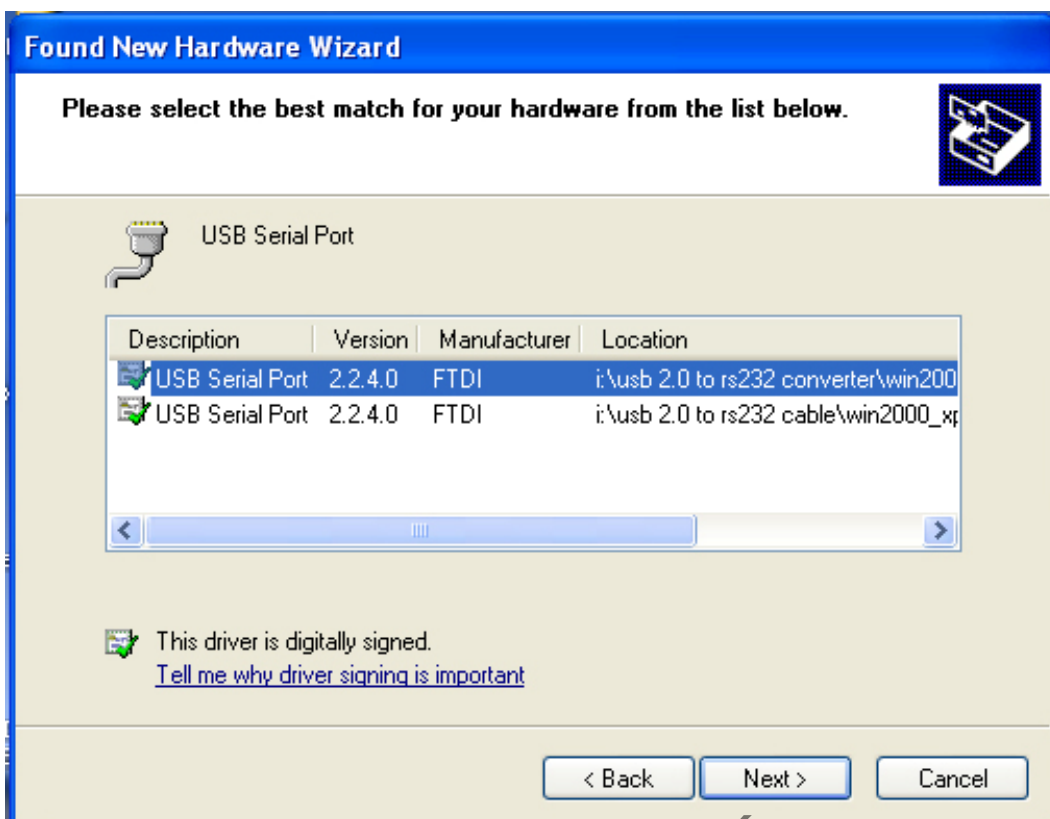 Found New Hardware Wizard
Please select the best match for your hardware from the list below.
USB Serial Port
Description Version Manufacturer Location
USB Serial Port 2.2.4.0 FTDI i:\usb 2.0 to rs232 converter\win200
USB Serial Port 2.2.4.0 FTDI i:\usb 2.0 to rs232 cable\win2000_xp
This driver is digitally signed.
Tell me why driver signing is important
< Back Next > Cancel